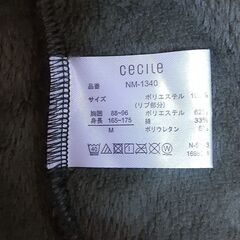 cecile
品番 NM-1340
サイズ
胸囲 88-96
身長 165-175
M
ポリエステル
(リブ部分)
ポリエステル
綿 33%
ポリウレタン 5%